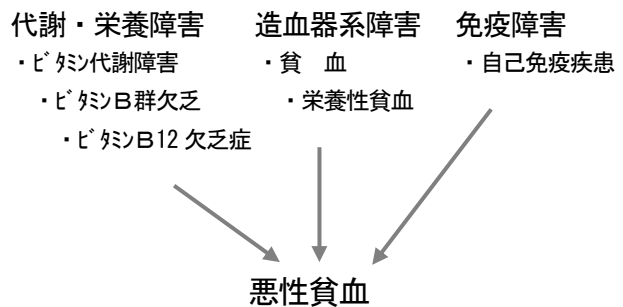 代謝・栄養障害
・ﾋﾞﾀﾐﾝ代謝障害
・ﾋﾞﾀﾐﾝＢ群欠乏
・ﾋﾞﾀﾐﾝＢ12 欠乏症
造血器系障害
・貧　血
・栄養性貧血
免疫障害
・自己免疫疾患
悪性貧血